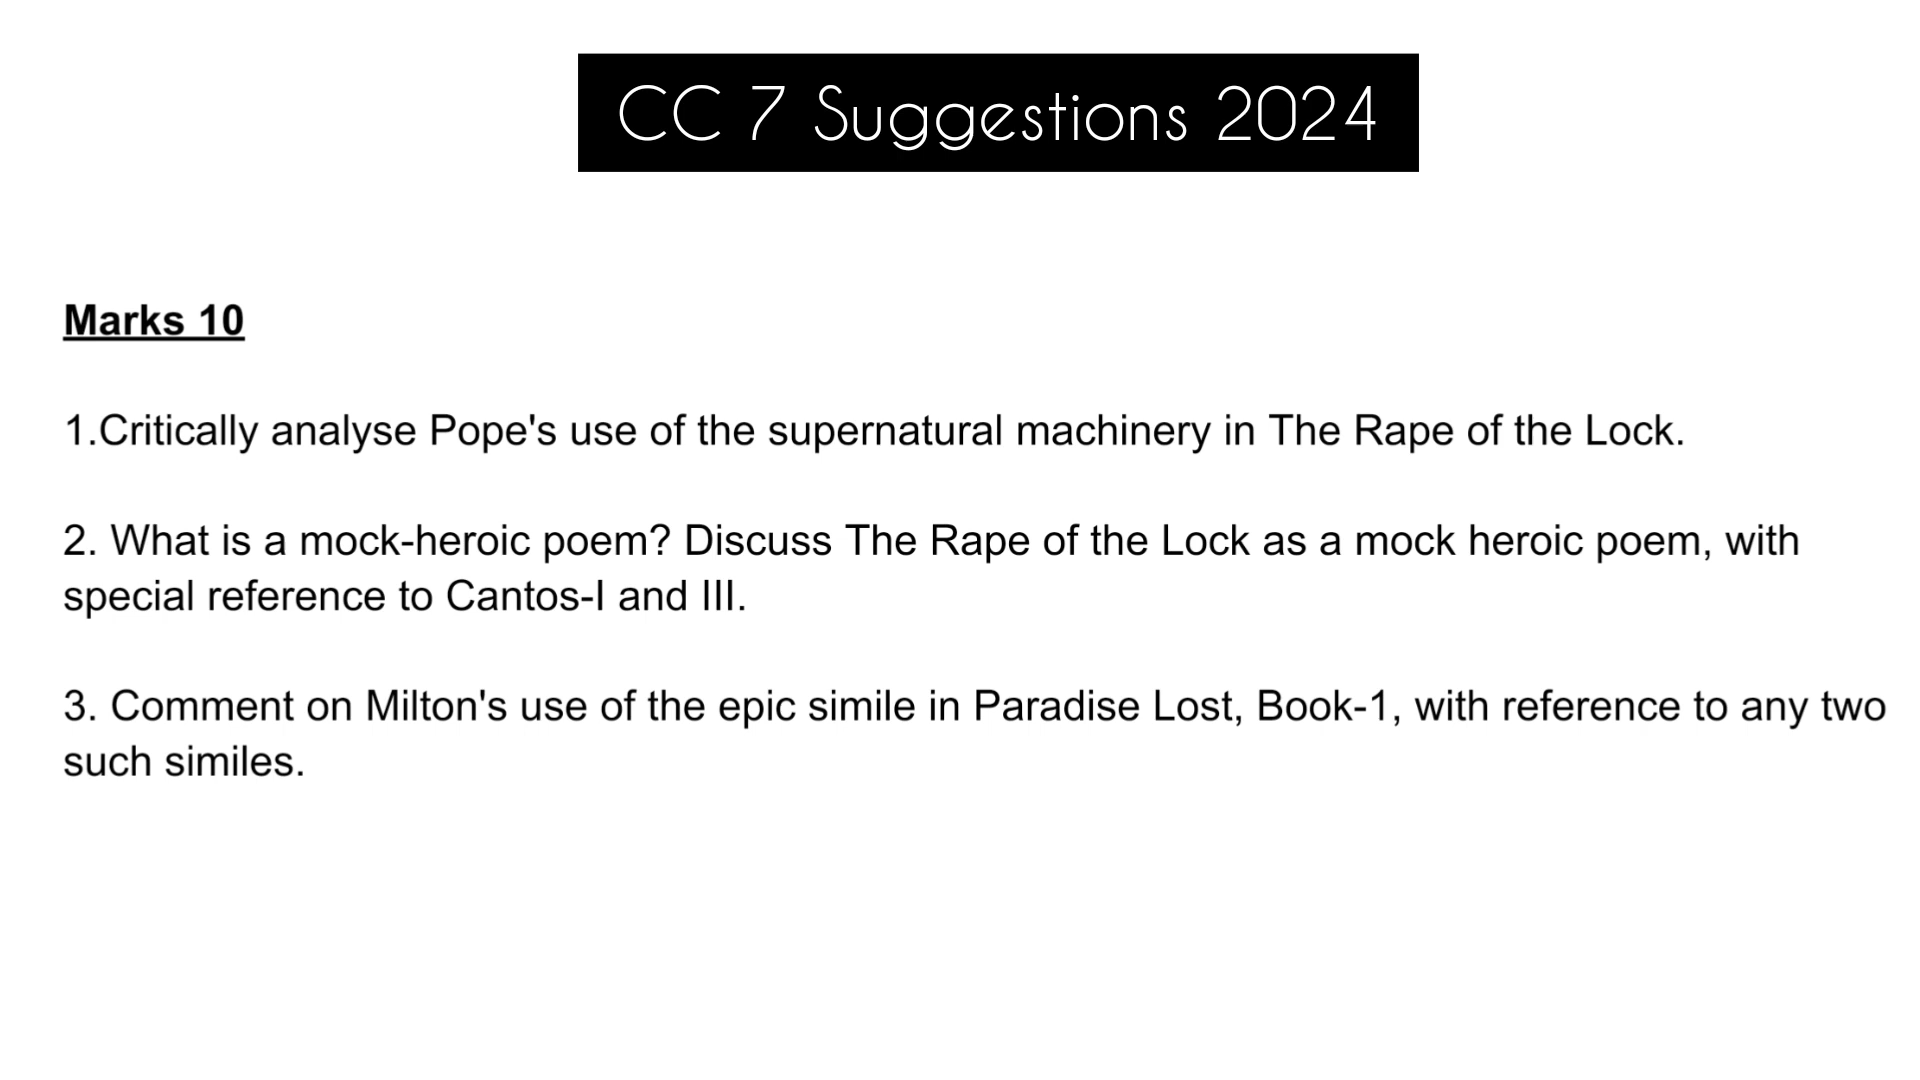 CC 7 Suggestions 2024
Marks 10
1.Critically analyse Pope's use of the supernatural machinery in The Rape of the Lock.
2. What is a mock-heroic poem? Discuss The Rape of the Lock as a mock heroic poem, with
special reference to Cantos-I and III.
3. Comment on Milton's use of the epic simile in Paradise Lost, Book-1, with reference to any two
such similes.